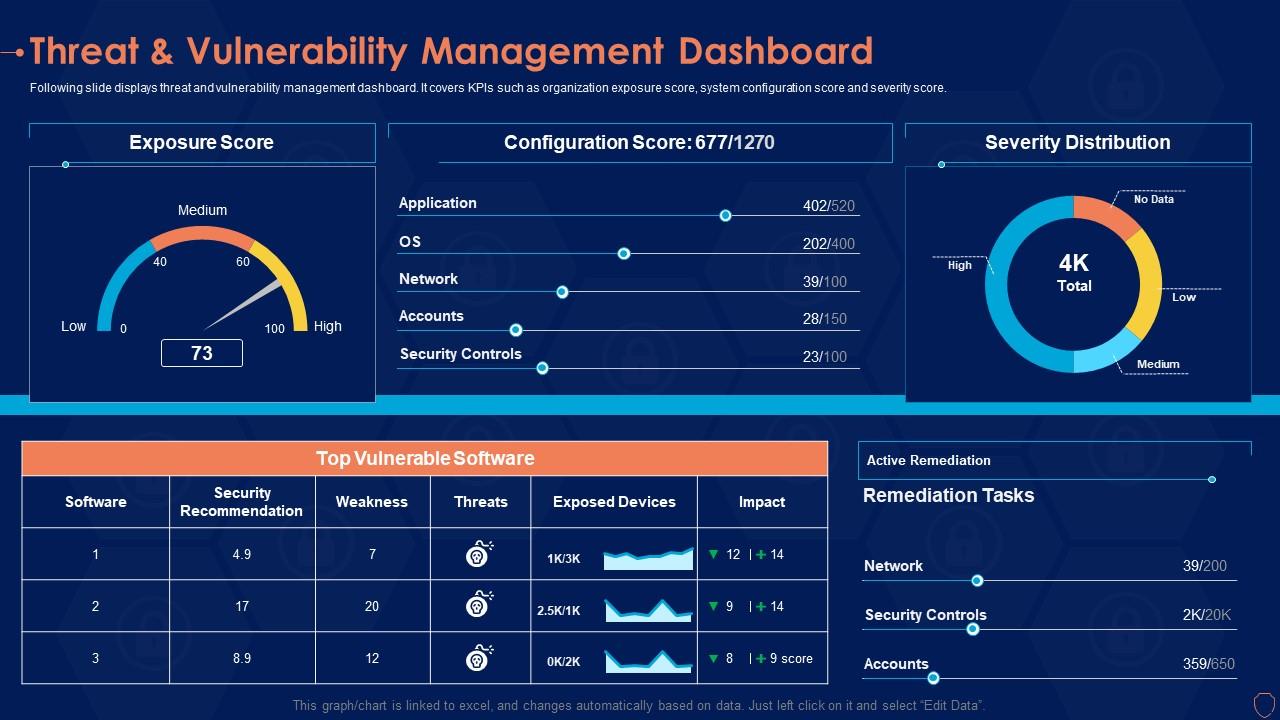 Threat & Vulnerability Management Dashboard
Following slide displays threat and vulnerability management dashboard. It covers KPIs such as organization exposure score, system configuration score and severity score.
Exposure Score
Medium
40
60
Low
0
100
High
73
Configuration Score: 677/1270
Application
402/520
OS
202/400
Network
39/100
Accounts
28/150
Security Controls
23/100
Severity Distribution
No Data
High
4K
Total
Low
Medium
Top Vulnerable Software
Software
Security
Recommendation
Weakness
Threats
Exposed Devices
Impact
1
4.9
7
1K/3K
12 | + 14
2
17
20
2.5K/1K
9 | + 14
3
8.9
12
0K/2K
8 | + 9 score
Active Remediation
Remediation Tasks
Network
39/200
Security Controls
2K/20K
Accounts
359/650
This graph/chart is linked to excel, and changes automatically based on data. Just left click on it and select “Edit Data”.